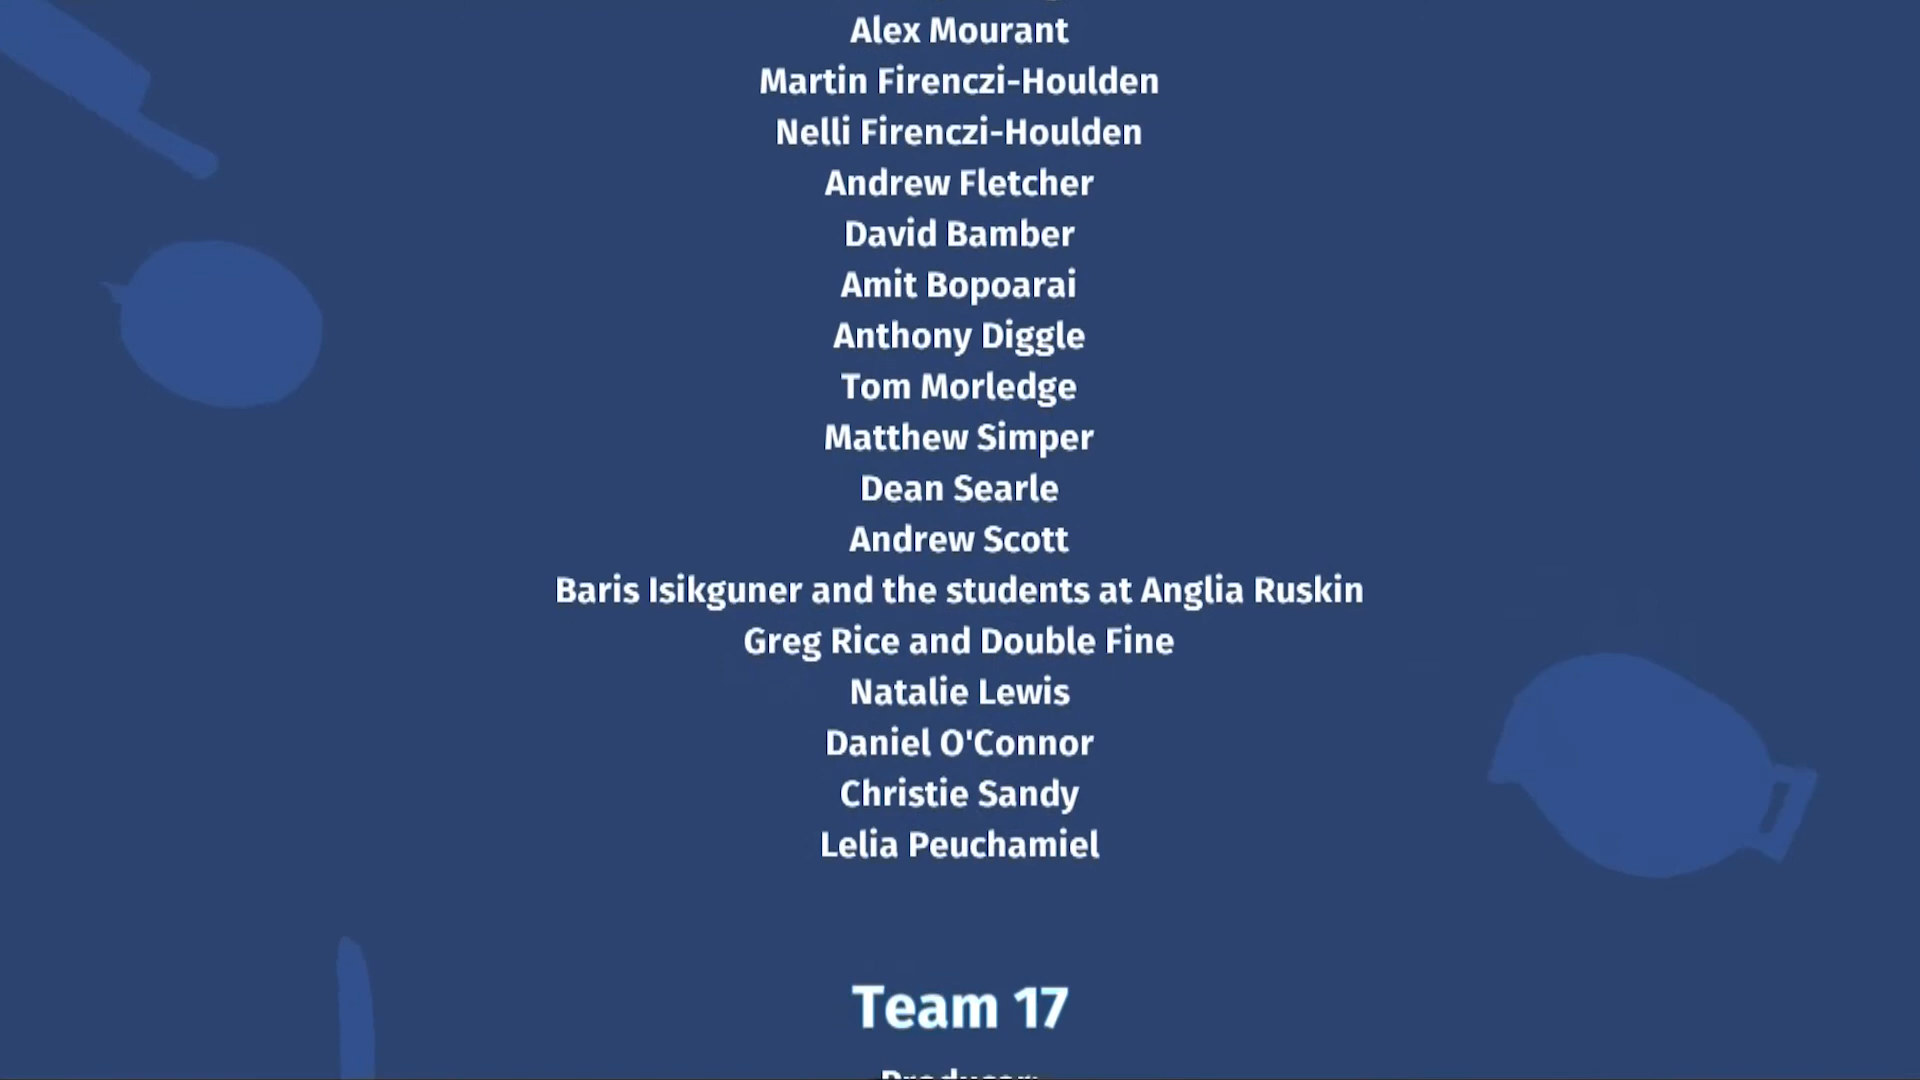 Alex Mourant
Martin Firenczi-Houlden
Nelli Firenczi-Houlden
Andrew Fletcher
David Bamber
Amit Bopoarai
Anthony Diggle
Tom Morledge
Matthew Simper
Dean Searle
Andrew Scott
Baris Isikguner and the students at Anglia Ruskin
Greg Rice and Double Fine
Natalie Lewis
Daniel O'Connor
Christie Sandy
Lelia Peuchamiel
Team 17